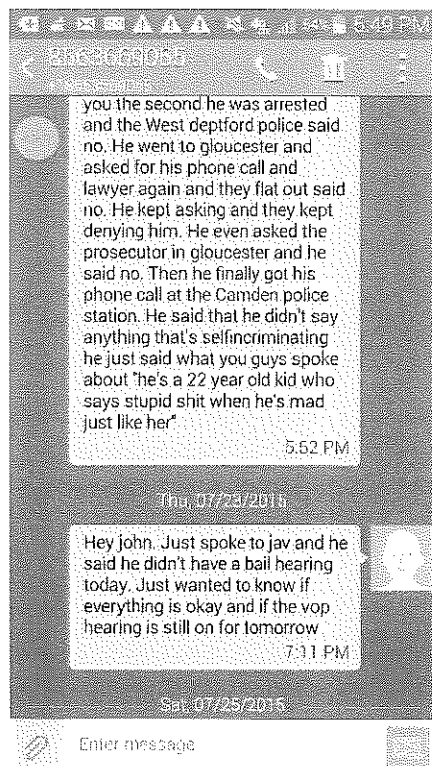 5:49 PM
you the second he was arrested
and the West deptford police said
no. He went to gloucester and
asked for his phone call and
lawyer again and they flat out said
no. He kept asking and they kept
denying him. He even asked the
prosecutor in gloucester and he
said no. Then he finally got his
phone call at the Camden police
station. He said that he didn't say
anything that's selfincriminating
he just said what you guys spoke
about "he's a 22 year old kid who
says stupid shit when he's mad
just like her"
5:52 PM
Thu, 07/23/2015
Hey john. Just spoke to jav and he
said he didn't have a bail hearing
today. Just wanted to know if
everything is okay and if the vop
hearing is still on for tomorrow
7:11 PM
Sat, 07/25/2015
Enter message